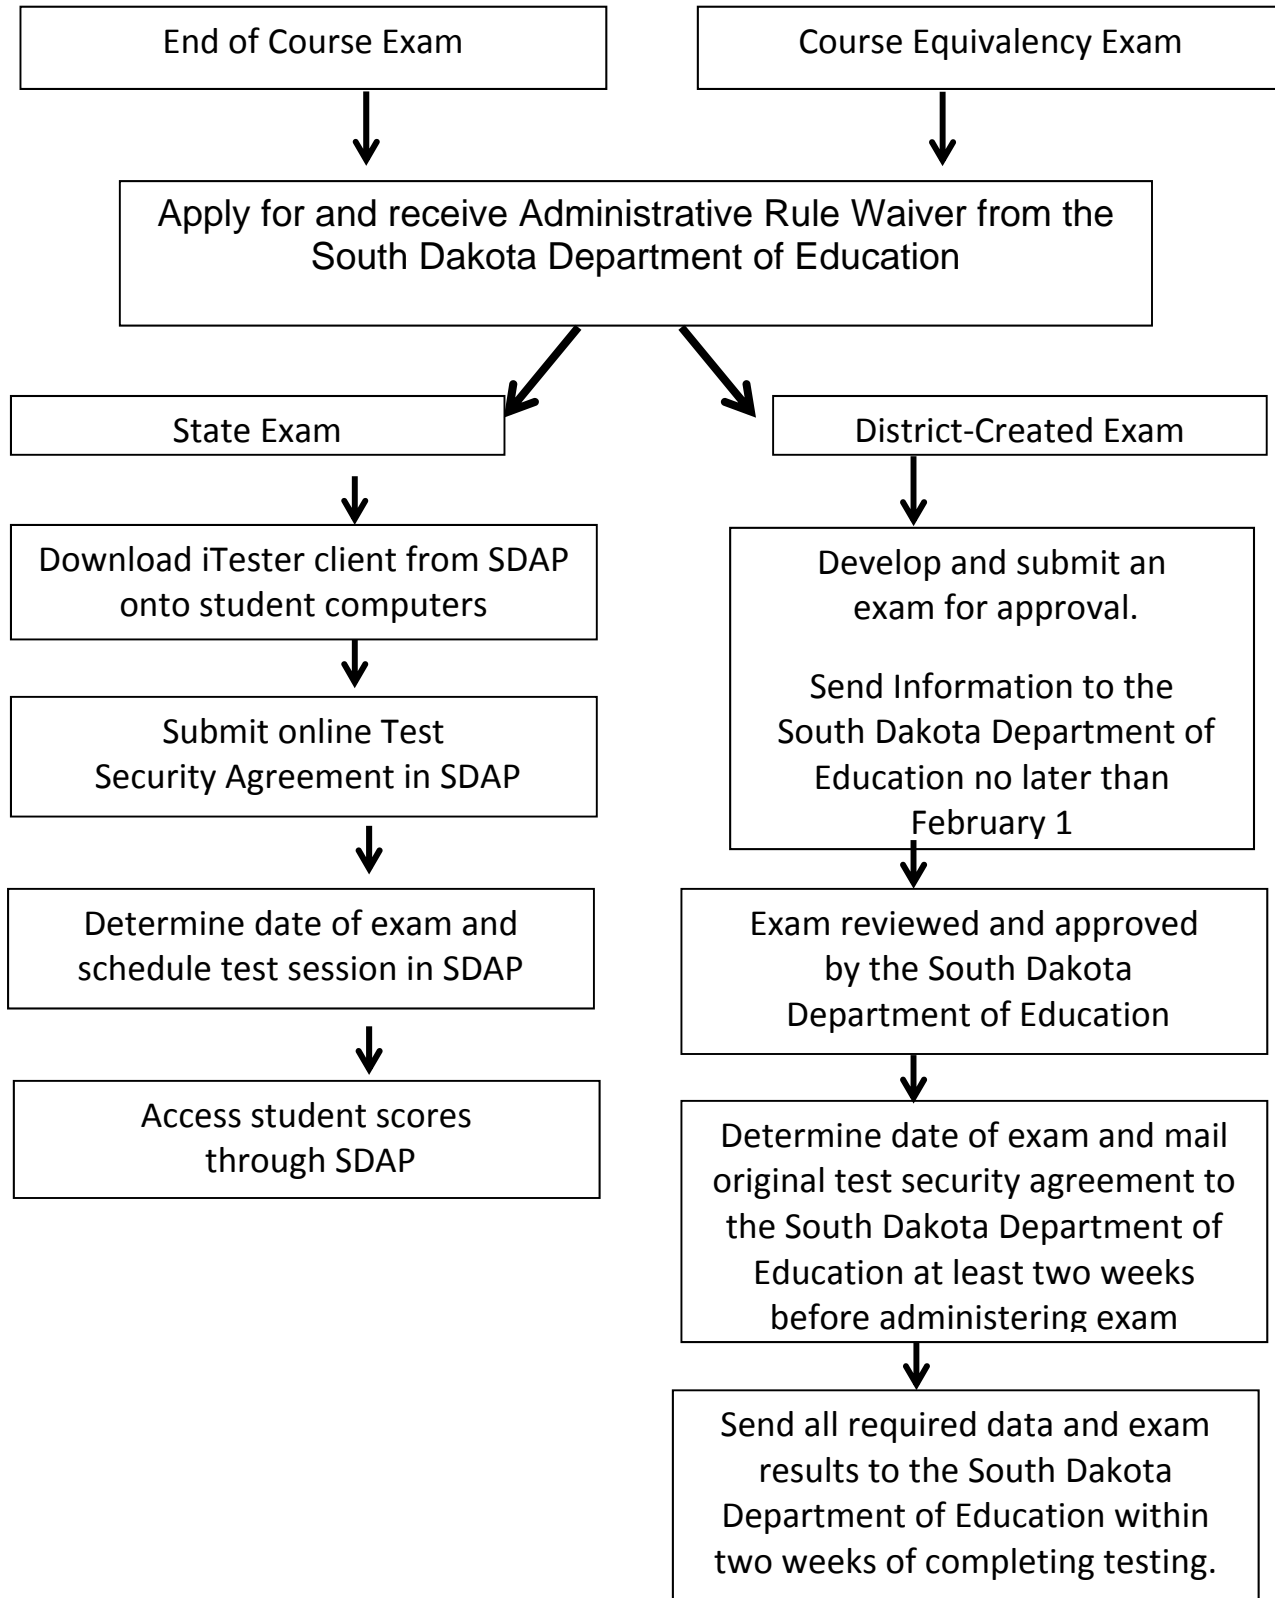 End of Course Exam
Course Equivalency Exam
Apply for and receive Administrative Rule Waiver from the
South Dakota Department of Education
State Exam
District-Created Exam
Download iTester client from SDAP
onto student computers
Submit online Test
Security Agreement in SDAP
Determine date of exam and
schedule test session in SDAP
Access student scores
through SDAP
Develop and submit an
exam for approval.
Send Information to the
South Dakota Department of
Education no later than
February 1
Exam reviewed and approved
by the South Dakota
Department of Education
Determine date of exam and mail
original test security agreement to
the South Dakota Department of
Education at least two weeks
before administering exam
Send all required data and exam
results to the South Dakota
Department of Education within
two weeks of completing testing.